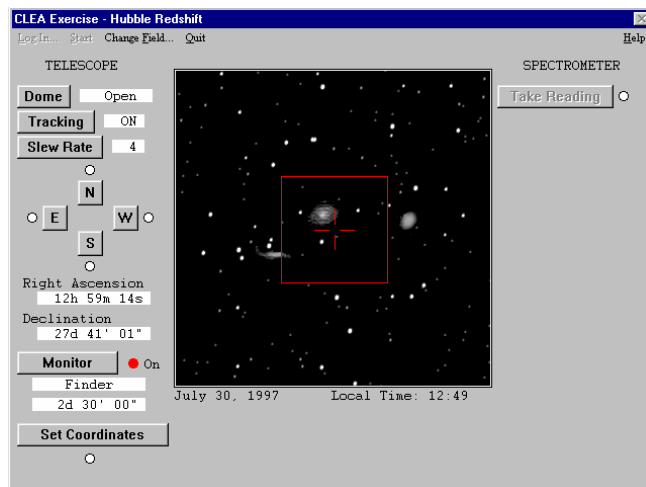 CLEA Exercise - Hubble Redshift
Log In... Start Change Field... Quit Help
TELESCOPE
Dome Open
Tracking ON
Slew Rate 4
N
E W
S
Right Ascension
12h 59m 14s
Declination
27d 41' 01"
Monitor On
Finder
2d 30' 00"
Set Coordinates
July 30, 1997 Local Time: 12:49
SPECTROMETER
Take Reading